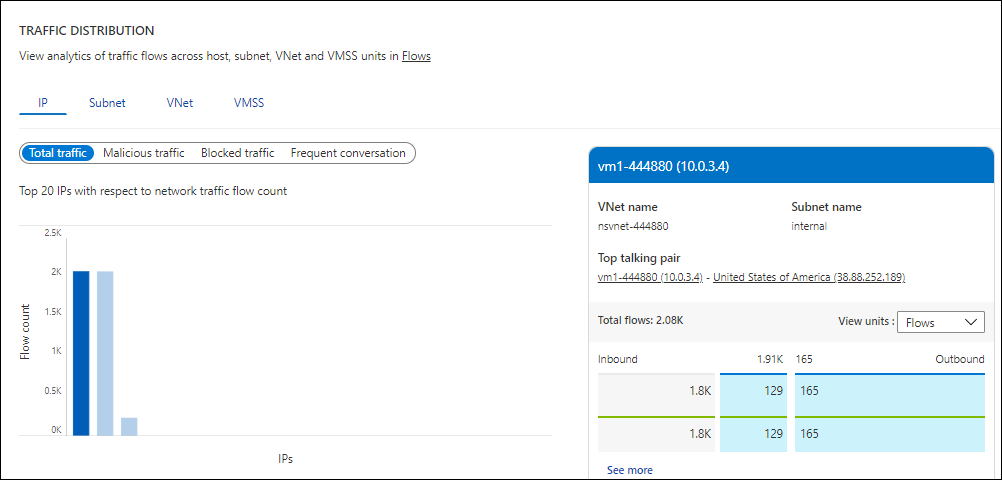 TRAFFIC DISTRIBUTION
View analytics of traffic flows across host, subnet, VNet and VMSS units in Flows
IP Subnet VNet VMSS
Total traffic Malicious traffic Blocked traffic Frequent conversation
Top 20 IPs with respect to network traffic flow count
2.5K
2K
1.5K
1K
0.5K
0K
Flow count
IPs
vm1-444880 (10.0.3.4)
VNet name Subnet name
nsvnet-444880 internal
Top talking pair
vm1-444880 (10.0.3.4) - United States of America (38.88.252.189)
Total flows: 2.08K View units : Flows
Inbound 1.91K 165 Outbound
1.8K 129 165
1.8K 129 165
See more